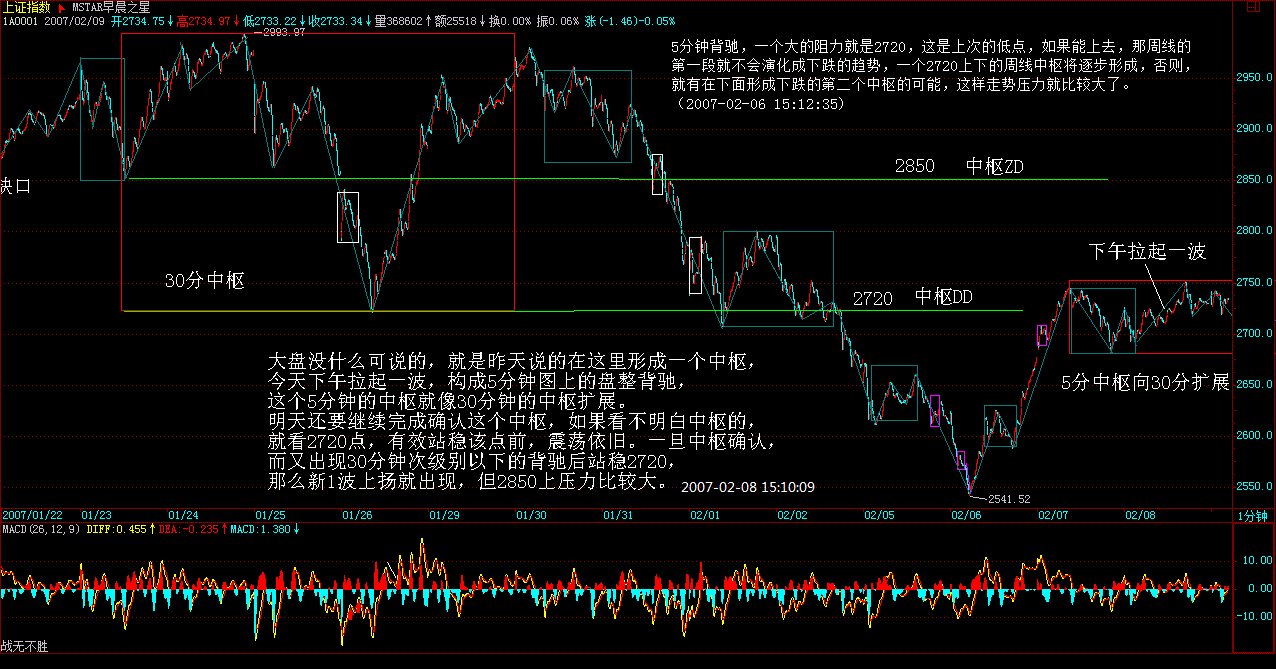 上证指数 MSTAR早晨之星
1A0001 2007/02/09 开2734.75↓高2734.97↓低2733.22↓收2733.34↓量368602↑额25518↓换0.00% 振0.06% 涨(-1.46)-0.05%
2993.97
5分钟背驰，一个大的阻力就是2720，这是上次的低点，如果能上去，那周线的
第一段就不会演化成下跌的趋势，一个2720上下的周线中枢将逐步形成，否则，
就有在下面形成下跌的第二个中枢的可能，这样走势压力就比较大了。
（2007-02-06 15:12:35）
2950.0
2900.0
2850 中枢ZD
2850.0
缺口
2800.0
下午拉起一波
30分中枢
2750.0
2720 中枢DD
2700.0
大盘没什么可说的，就是昨天说的在这里形成一个中枢，
今天下午拉起一波，构成5分钟图上的盘整背驰，
这个5分钟的中枢就像30分钟的中枢扩展。
明天还要继续完成确认这个中枢，如果看不明白中枢的，
就看2720点，有效站稳该点前，震荡依旧。一旦中枢确认，
而又出现30分钟次级别以下的背驰后站稳2720，
那么新1波上扬就出现，但2850上压力比较大。 2007-02-08 15:10:09
5分中枢向30分扩展
2650.0
2600.0
2550.0
2541.52
2007/01/22 01/23 01/24 01/25 01/26 01/29 01/30 01/31 02/01 02/02 02/05 02/06 02/07 02/08 1分钟
MACD(26,12,9) DIFF:0.455↑DEA:-0.235↑MACD:1.380↓
10.00
0.00
-10.00
战无不胜